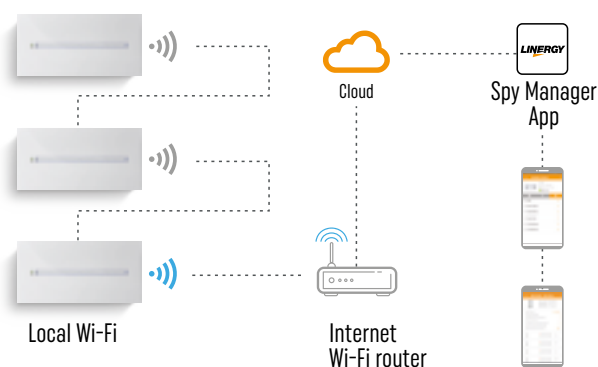 LINERGY
Cloud
Spy Manager
App
Local Wi-Fi
Internet
Wi-Fi router